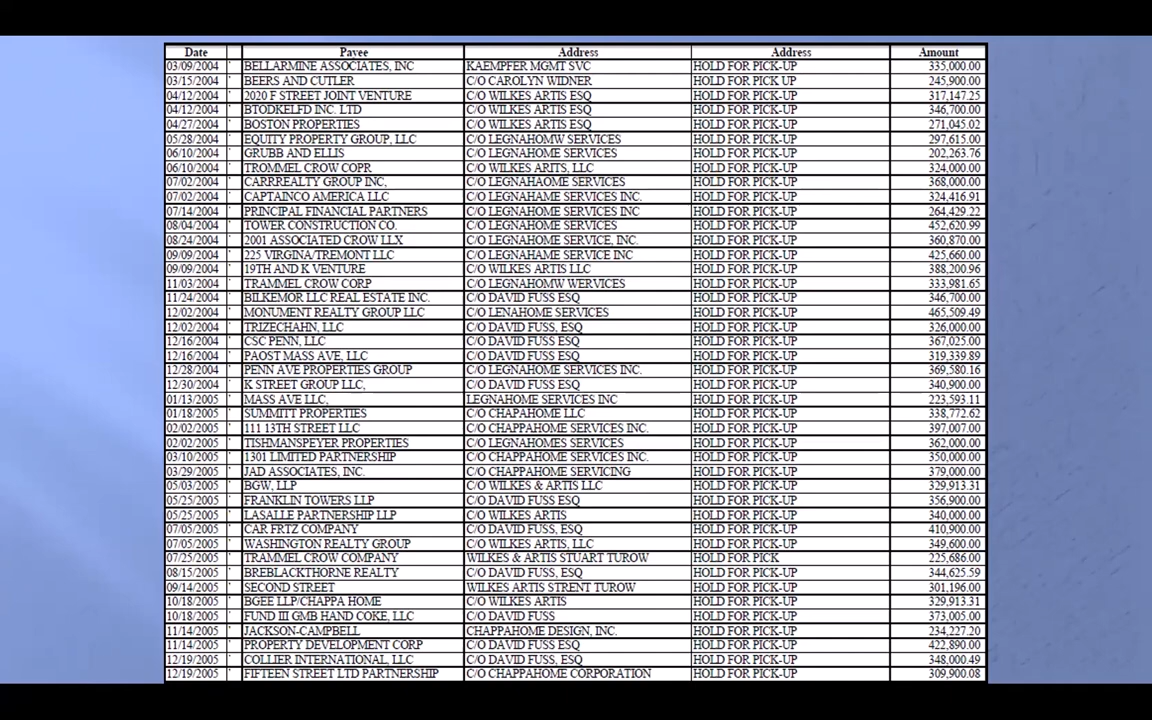 Date Payee Address Address Amount
03/09/2004 BELLARMINE ASSOCIATES, INC KAEMPFER MGMT SVC HOLD FOR PICK-UP 335,000.00
03/15/2004 BEERS AND CUTLER C/O CAROLYN WIDNER HOLD FOR PICK UP 245,900.00
04/12/2004 2020 F STREET JOINT VENTURE C/O WILKES ARTIS ESQ HOLD FOR PICK-UP 317,147.25
04/12/2004 BTODKELFD INC. LTD C/O WILKES ARTIS ESQ HOLD FOR PICK-UP 346,700.00
04/27/2004 BOSTON PROPERTIES C/O WILKES ARTIS ESQ HOLD FOR PICK-UP 271,045.02
05/28/2004 EQUITY PROPERTY GROUP, LLC C/O LEGNAHOMW SERVICES HOLD FOR PICK-UP 297,615.00
06/10/2004 GRUBB AND ELLIS C/O LEGNAHOME SERVICES HOLD FOR PICK-UP 202,263.76
06/10/2004 TROMMEL CROW COPR C/O WILKES ARITS, LLC HOLD FOR PICK-UP 324,000.00
07/02/2004 CARRREALTY GROUP INC, C/O LEGNAHAOME SERVICES HOLD FOR PICK-UP 368,000.00
07/02/2004 CAPTAINCO AMERICA LLC C/O LEGNAHAME SERVICES INC. HOLD FOR PICK-UP 324,416.91
07/14/2004 PRINCIPAL FINANCIAL PARTNERS C/O LEGNAHOME SERVICES INC HOLD FOR PICK-UP 264,429.22
08/04/2004 TOWER CONSTRUCTION CO. C/O LEGNAHOME SERVICES HOLD FOR PICK-UP 452,620.99
08/24/2004 2001 ASSOCIATED CROW LLX C/O LEGNAHOME SERVICE, INC. HOLD FOR PICK-UP 360,870.00
09/09/2004 225 VIRGINA/TREMONT LLC C/O LEGNAHAME SERVICE INC HOLD FOR PICK-UP 425,660.00
09/09/2004 19TH AND K VENTURE C/O WILKES ARTIS LLC HOLD FOR PICK-UP 388,200.96
11/03/2004 TRAMMEL CROW CORP C/O LEGNAHOMW WERVICES HOLD FOR PICK-UP 333,981.65
11/24/2004 BILKEMOR LLC REAL ESTATE INC. C/O DAVID FUSS ESQ HOLD FOR PICK-UP 346,700.00
12/02/2004 MONUMENT REALTY GROUP LLC C/O LENAHOME SERVICES HOLD FOR PICK-UP 465,509.49
12/02/2004 TRIZECHAHN, LLC C/O DAVID FUSS, ESQ HOLD FOR PICK-UP 326,000.00
12/16/2004 CSC PENN, LLC C/O DAVID FUSS, ESQ HOLD FOR PICK-UP 367,025.00
12/16/2004 PAOST MASS AVE, LLC C/O DAVID FUSS, ESQ HOLD FOR PICK-UP 319,339.89
12/28/2004 PENN AVE PROPERTIES GROUP C/O LEGNAHOME SERVICES INC. HOLD FOR PICK-UP 369,580.16
12/30/2004 K STREET GROUP LLC, C/O DAVID FUSS ESQ HOLD FOR PICK-UP 340,900.00
01/13/2005 MASS AVE LLC, LEGNAHOME SERVICES INC HOLD FOR PICK-UP 223,593.11
01/18/2005 SUMMITT PROPERTIES C/O CHAPAHOME LLC HOLD FOR PICK-UP 338,772.62
02/02/2005 111 13TH STREET LLC C/O CHAPPAHOME SERVICES INC. HOLD FOR PICK-UP 397,007.00
02/02/2005 TISHMANSPEYER PROPERTIES C/O LEGNAHOMES SERVICES HOLD FOR PICK-UP 362,000.00
03/10/2005 1301 LIMITED PARTNERSHIP C/O CHAPPAHOME SERVICES INC. HOLD FOR PICK-UP 350,000.00
03/29/2005 JAD ASSOCIATES, INC. C/O CHAPPAHOME SERVICING HOLD FOR PICK-UP 379,000.00
05/03/2005 BGW, LLP C/O WILKES & ARTIS LLC HOLD FOR PICK-UP 329,913.31
05/25/2005 FRANKLIN TOWERS LLP C/O DAVID FUSS ESQ HOLD FOR PICK-UP 356,900.00
05/25/2005 LASALLE PARTNERSHIP LLP C/O WILKES ARTIS HOLD FOR PICK-UP 340,000.00
07/05/2005 CAR FRTZ COMPANY C/O DAVID FUSS, ESQ HOLD FOR PICK-UP 410,900.00
07/05/2005 WASHINGTON REALTY GROUP C/O WILKES ARTIS, LLC HOLD FOR PICK-UP 349,600.00
07/25/2005 TRAMMEL CROW COMPANY WILKES & ARTIS STUART TUROW HOLD FOR PICK 225,686.00
08/15/2005 BREBLACKTHORNE REALTY C/O DAVID FUSS, ESQ HOLD FOR PICK-UP 344,625.59
09/14/2005 SECOND STREET WILKES ARTIS STRENT TUROW HOLD FOR PICK-UP 301,196.00
10/18/2005 BGEE LLP/CHAPPA HOME C/O WILKES ARTIS HOLD FOR PICK-UP 329,913.31
10/18/2005 FUND III GMB HAND COKE, LLC C/O DAVID FUSS HOLD FOR PICK-UP 373,005.00
11/14/2005 JACKSON-CAMPBELL CHAPPAHOME DESIGN, INC. HOLD FOR PICK-UP 234,227.20
11/14/2005 PROPERTY DEVELOPMENT CORP C/O DAVID FUSS ESQ HOLD FOR PICK-UP 422,890.00
12/19/2005 COLLIER INTERNATIONAL, LLC C/O DAVID FUSS, ESQ HOLD FOR PICK-UP 348,000.49
12/19/2005 FIFTEEN STREET LTD PARTNERSHIP C/O CHAPPAHOME CORPORATION HOLD FOR PICK-UP 309,900.08